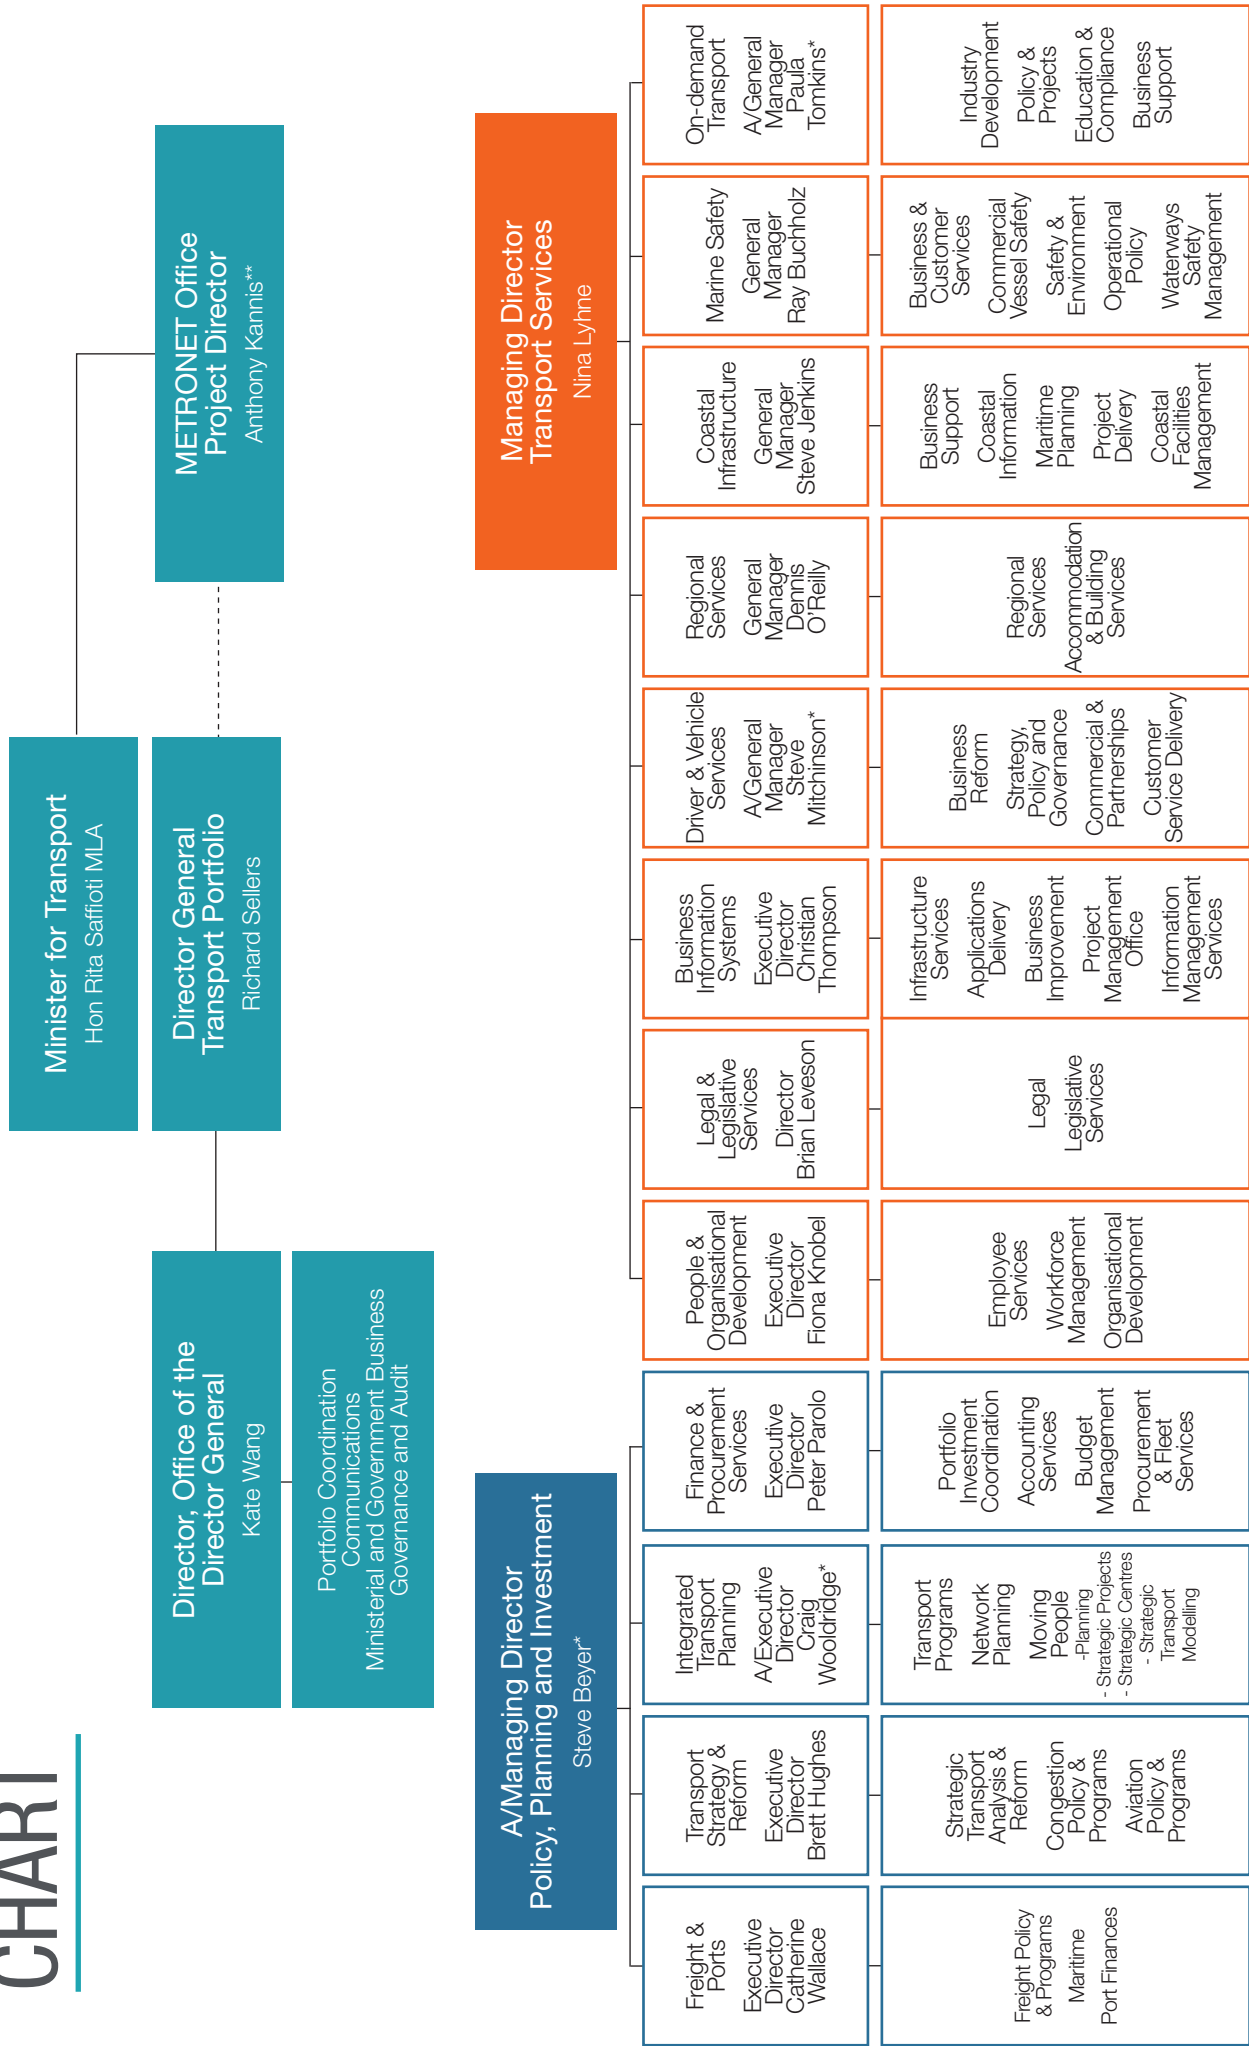 CHART
Minister for Transport
Hon Rita Saffioti MLA
Director, Office of the
Director General
Kate Wang
Director General
Transport Portfolio
Richard Sellers
METRONET Office
Project Director
Anthony Kannis**
Portfolio Coordination
Communications
Ministerial and Government Business
Governance and Audit
A/Managing Director
Policy, Planning and Investment
Steve Beyer*
Managing Director
Transport Services
Nina Lyhne
Freight &
Ports
Executive
Director
Catherine
Wallace
Transport
Strategy &
Reform
Executive
Director
Brett Hughes
Integrated
Transport
Planning
A/Executive
Director
Craig
Wooldridge*
Finance &
Procurement
Services
Executive
Director
Peter Parolo
People &
Organisational
Development
Executive
Director
Fiona Knobel
Legal &
Legislative
Services
Director
Brian Leveson
Business
Information
Systems
Executive
Director
Christian
Thompson
Driver & Vehicle
Services
A/General
Manager
Steve
Mitchinson*
Regional
Services
General
Manager
Dennis
O'Reilly
Coastal
Infrastructure
General
Manager
Steve Jenkins
Marine Safety
General
Manager
Ray Buchholz
On-demand
Transport
A/General
Manager
Paula
Tomkins*
Freight Policy
& Programs
Maritime
Port Finances
Strategic
Transport
Analysis &
Reform
Congestion
Policy &
Programs
Aviation
Policy &
Programs
Transport
Programs
Network
Planning
Moving
People
-Planning
- Strategic Projects
- Strategic Centres
- Strategic
Transport
Modelling
Portfolio
Investment
Coordination
Accounting
Services
Budget
Management
Procurement
& Fleet
Services
Employee
Services
Workforce
Management
Organisational
Development
Legal
Legislative
Services
Infrastructure
Services
Applications
Delivery
Business
Improvement
Project
Management
Office
Information
Management
Services
Business
Reform
Strategy,
Policy and
Governance
Commercial &
Partnerships
Customer
Service Delivery
Regional
Services
Accommodation
& Building
Services
Business
Support
Coastal
Information
Maritime
Planning
Project
Delivery
Coastal
Facilities
Management
Business &
Customer
Services
Commercial
Vessel Safety
Safety &
Environment
Operational
Policy
Waterways
Safety
Management
Industry
Development
Policy &
Projects
Education &
Compliance
Business
Support